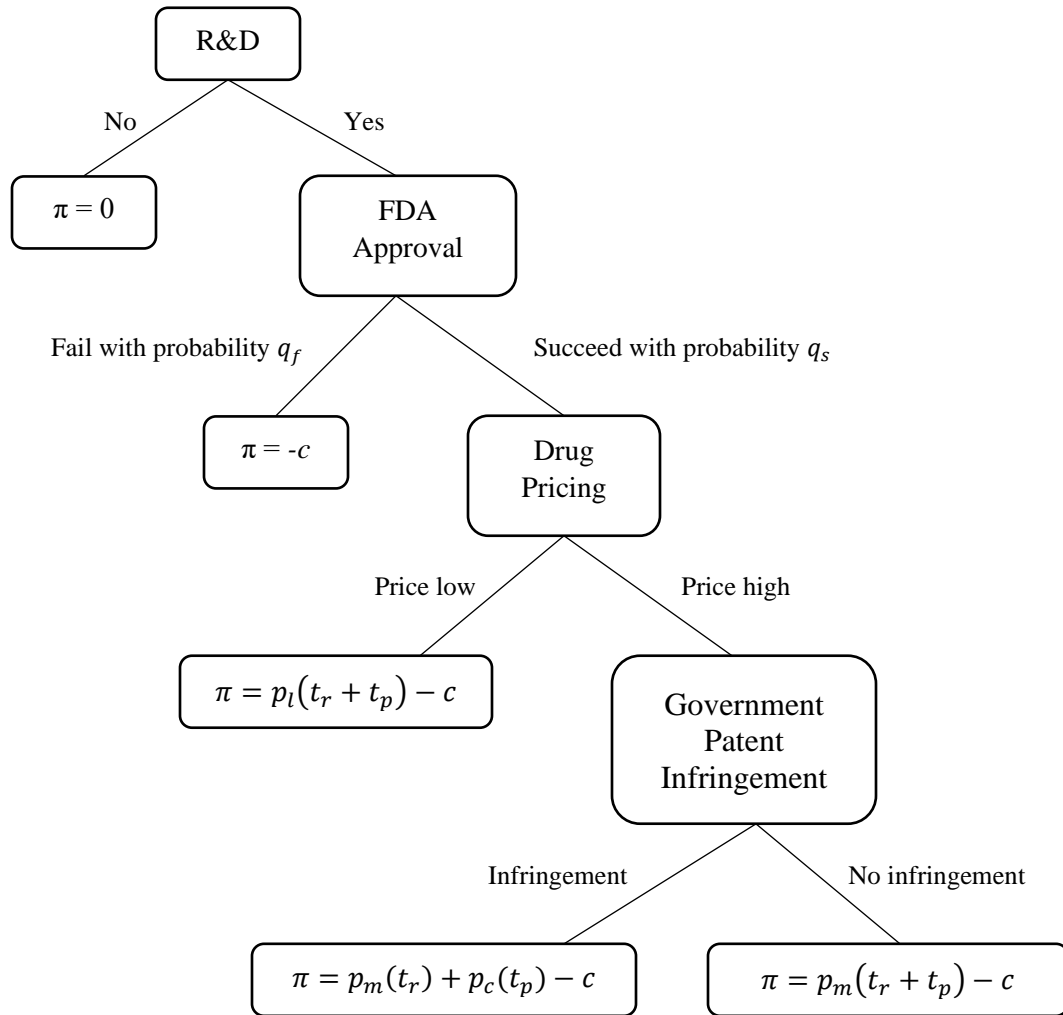 R&D
No
Yes
π = 0
FDA
Approval
Fail with probability q_f
Succeed with probability q_s
π = -c
Drug
Pricing
Price low
Price high
π = p_l(t_r + t_p) − c
Government
Patent
Infringement
Infringement
No infringement
π = p_m(t_r) + p_c(t_p) − c
π = p_m(t_r + t_p) − c